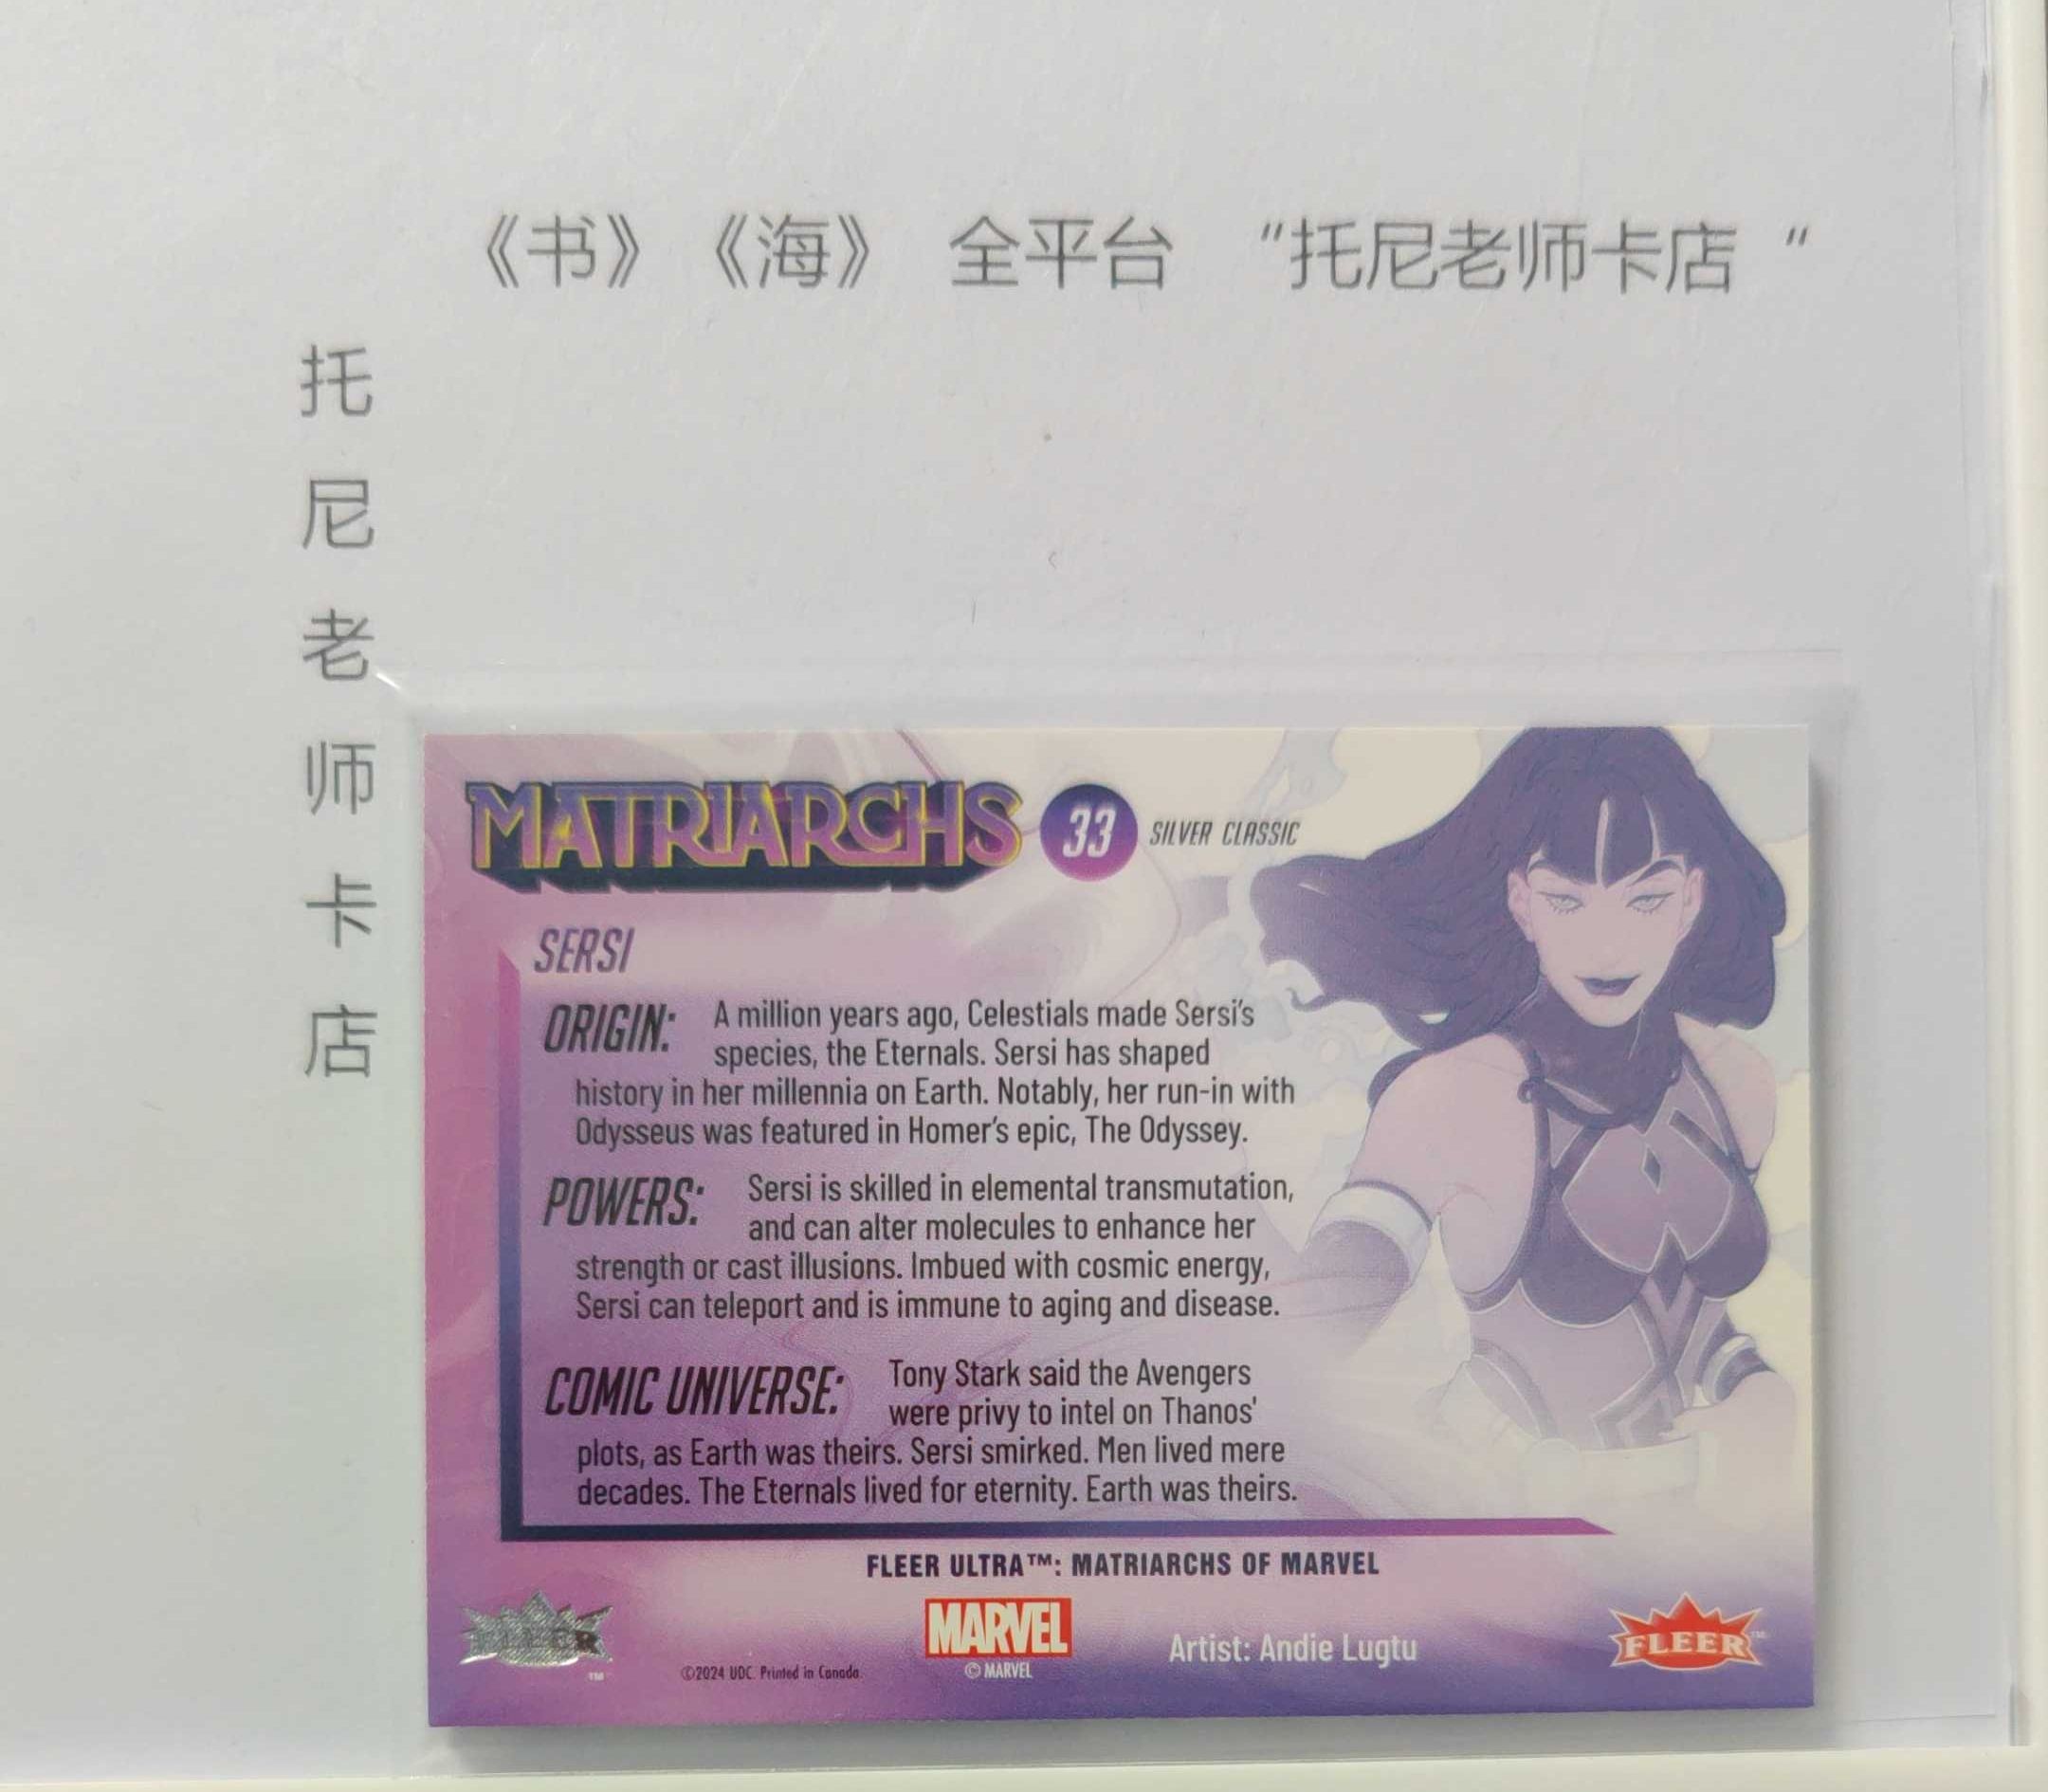 《书》《海》 全平台 “托尼老师卡店 “
托
尼
老
师
卡
店
MATRIARCHS 33 SILVER CLASSIC
SERSI
ORIGIN: A million years ago, Celestials made Sersi's
species, the Eternals. Sersi has shaped
history in her millennia on Earth. Notably, her run-in with
Odysseus was featured in Homer's epic, The Odyssey.
POWERS: Sersi is skilled in elemental transmutation,
and can alter molecules to enhance her
strength or cast illusions. Imbued with cosmic energy,
Sersi can teleport and is immune to aging and disease.
COMIC UNIVERSE: Tony Stark said the Avengers
were privy to intel on Thanos'
plots, as Earth was theirs. Sersi smirked. Men lived mere
decades. The Eternals lived for eternity. Earth was theirs.
FLEER ULTRA™: MATRIARCHS OF MARVEL
FLEER™
©2024 UDC. Printed in Canada.
MARVEL
© MARVEL
Artist: Andie Lugtu
FLEER™